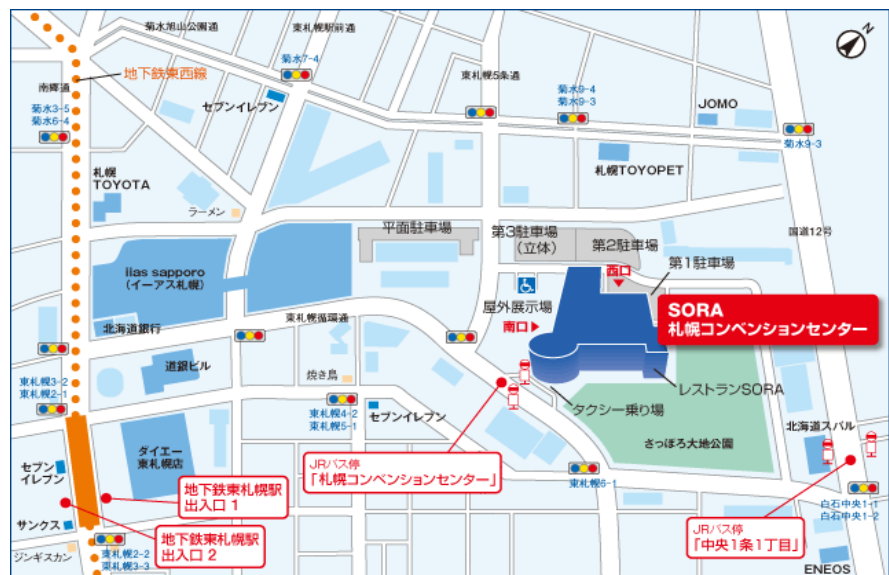 菊水旭山公園通
東札幌駅前通
N
菊水7-4
地下鉄東西線
東札幌5条通
南郷通
菊水3-5
菊水6-4
セブンイレブン
菊水9-4
菊水9-3
JOMO
菊水9-3
札幌
TOYOTA
札幌TOYOPET
ラーメン
平面駐車場
第3駐車場
（立体）
第2駐車場
国道12号
iias sapporo
（イーアス札幌）
西口
第1駐車場
屋外展示場
南口
SORA
札幌コンベンションセンター
北海道銀行
東札幌循環通
道銀ビル
焼き鳥
東札幌3-2
東札幌2-1
東札幌4-2
東札幌5-1
セブンイレブン
レストランSORA
タクシー乗り場
さっぽろ大地公園
北海道スバル
ダイエー
東札幌店
JRバス停
「札幌コンベンションセンター」
セブン
イレブン
東札幌6-1
地下鉄東札幌駅
出入口 1
白石中央1-1
白石中央1-2
サンクス
地下鉄東札幌駅
出入口 2
JRバス停
「中央1条1丁目」
ジンギスカン
東札幌2-2
東札幌3-3
ENEOS